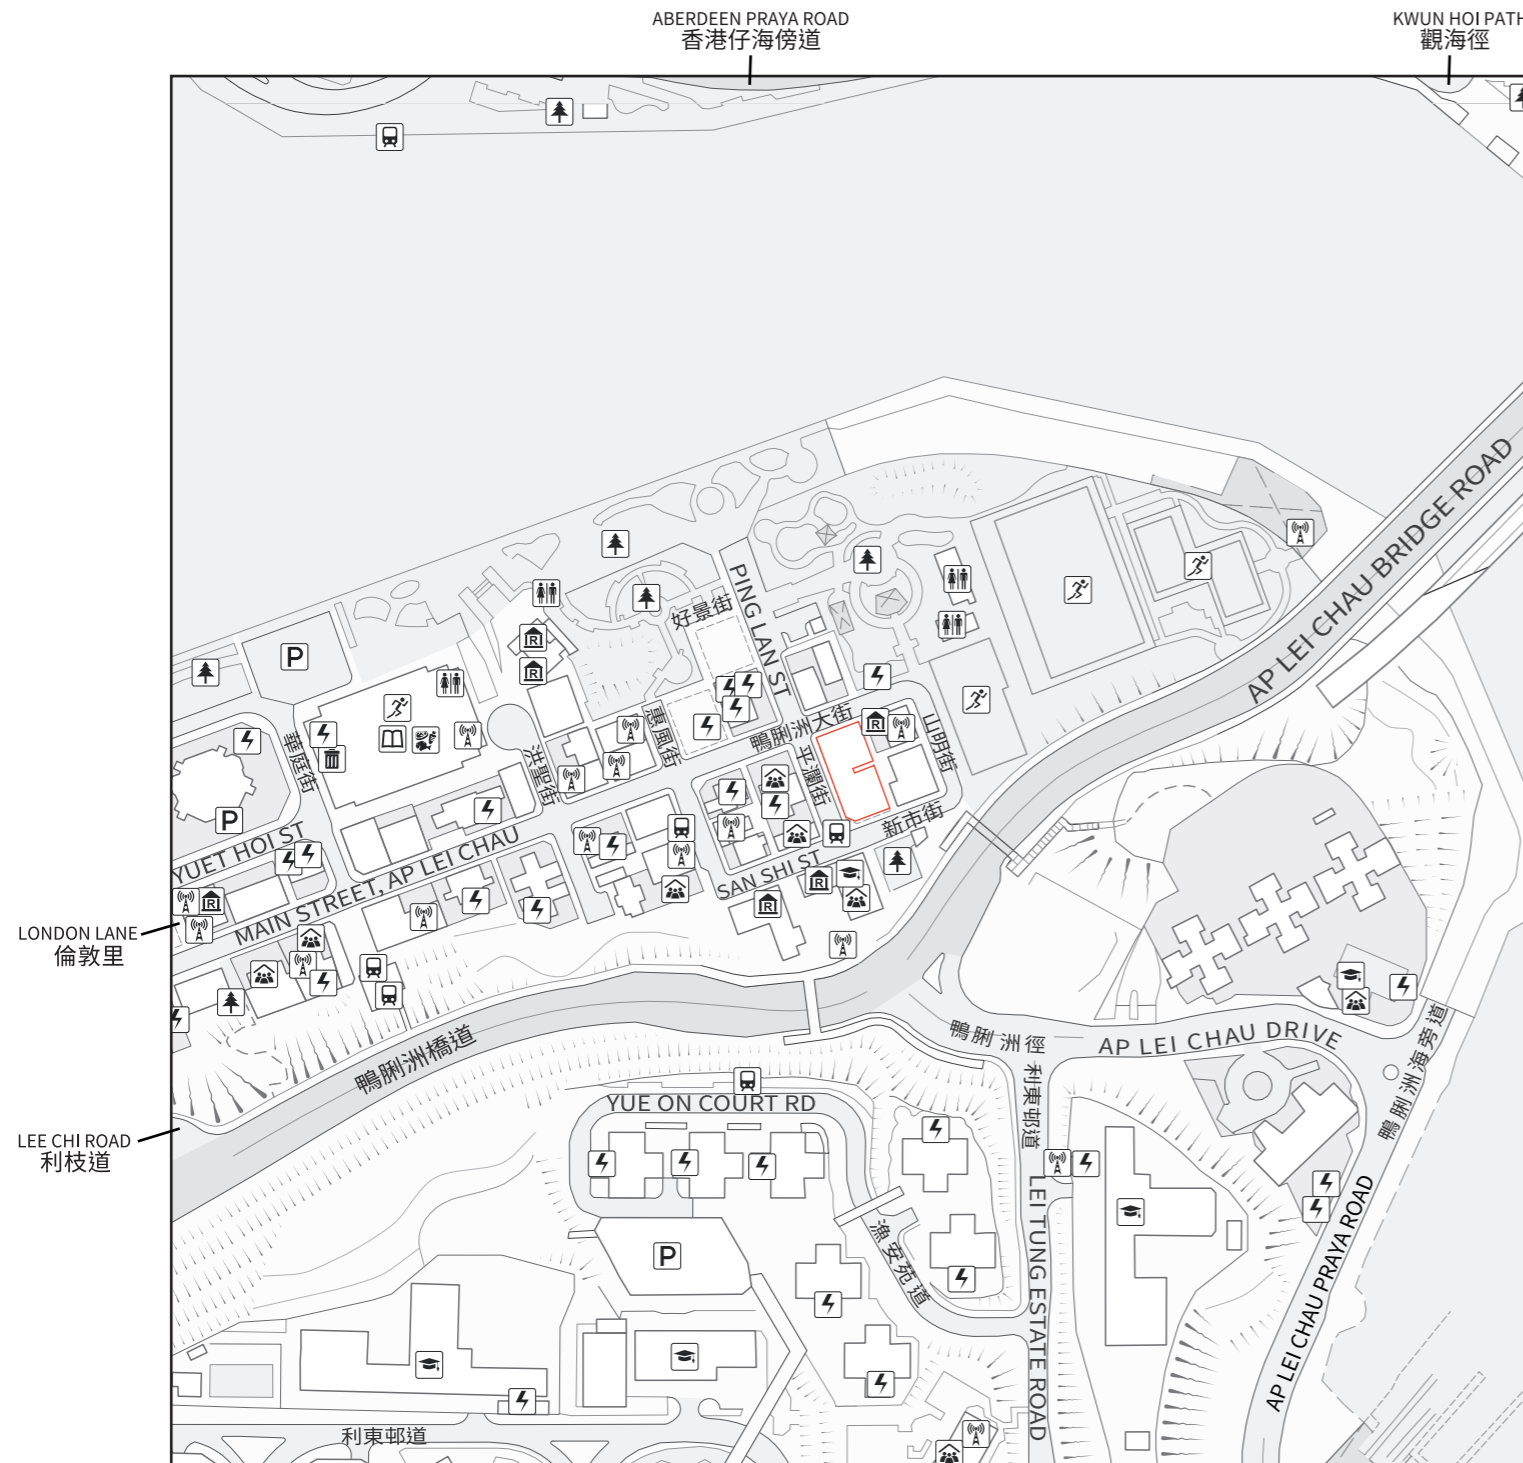 ABERDEEN PRAYA ROAD
香港仔海傍道
KWUN HOI PATH
觀海徑
AP LEI CHAU BRIDGE ROAD
PING LAN ST
好景街
P
鴨脷洲大街
惠風街
山明街
平瀾街
洪聖街
華庭街
新市街
P
YUET HOI ST
MAIN STREET, AP LEI CHAU
SAN SHI ST
R
R
R
R
R
R
LONDON LANE
倫敦里
鴨脷洲橋道
鴨脷洲徑
AP LEI CHAU DRIVE
鴨脷洲海旁道
LEE CHI ROAD
利枝道
YUE ON COURT RD
利東邨道
LEI TUNG ESTATE ROAD
漁安苑道
P
AP LEI CHAU PRAYA ROAD
利東邨道